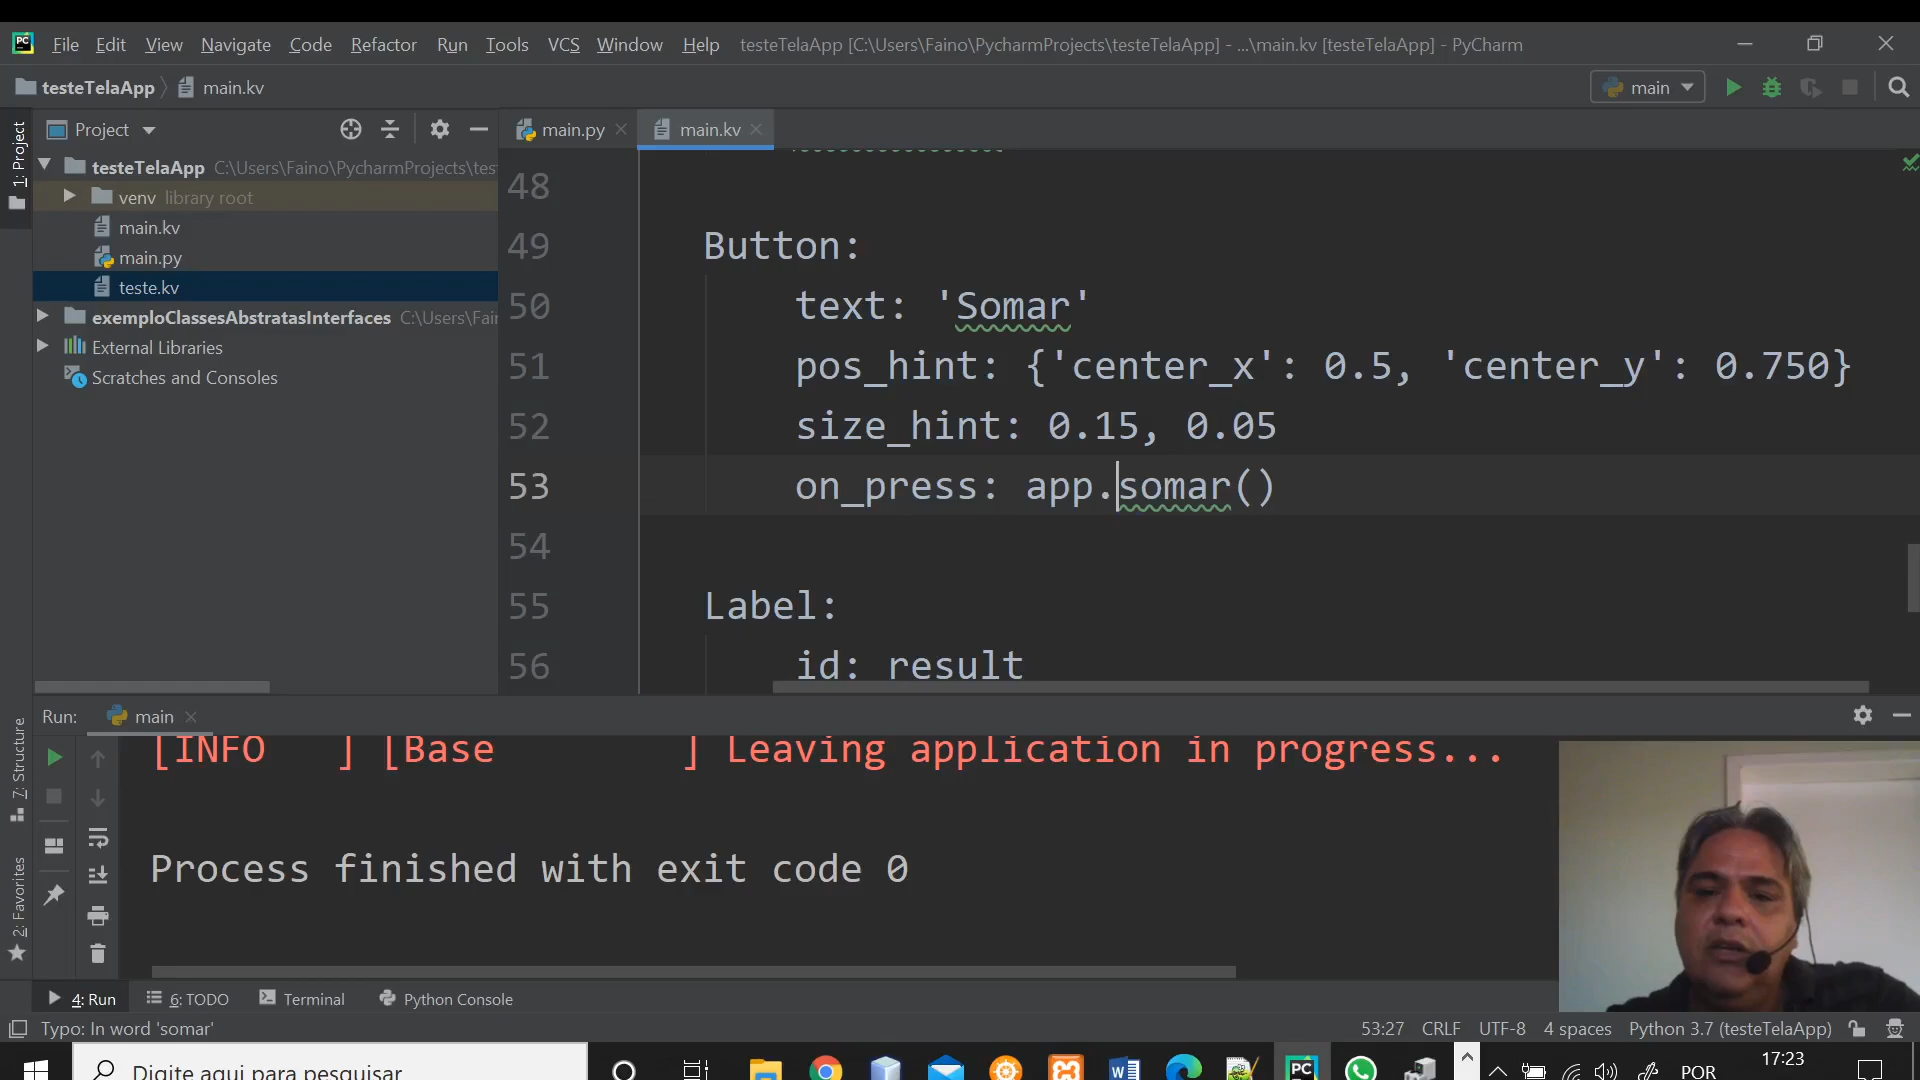 File Edit View Navigate Code Refactor Run Tools VCS Window Help testeTelaApp [C:\Users\Faino\PycharmProjects\testeTelaApp] - ...\main.kv [testeTelaApp] - PyCharm
testeTelaApp main.kv main
1: Project
Project
testeTelaApp C:\Users\Faino\PycharmProjects\tes
venv library root
main.kv
main.py
teste.kv
exemploClassesAbstratasInterfaces C:\Users\Fai
External Libraries
Scratches and Consoles
main.py main.kv
48
49 Button:
50 text: 'Somar'
51 pos_hint: {'center_x': 0.5, 'center_y': 0.750}
52 size_hint: 0.15, 0.05
53 on_press: app.somar()
54
55 Label:
56 id: result
7: Structure
2: Favorites
Run: main
[INFO ] [Base ] Leaving application in progress...
Process finished with exit code 0
4: Run 6: TODO Terminal Python Console
Typo: In word 'somar' 53:27 CRLF UTF-8 4 spaces Python 3.7 (testeTelaApp)
Digite aqui para pesquisar POR 17:23